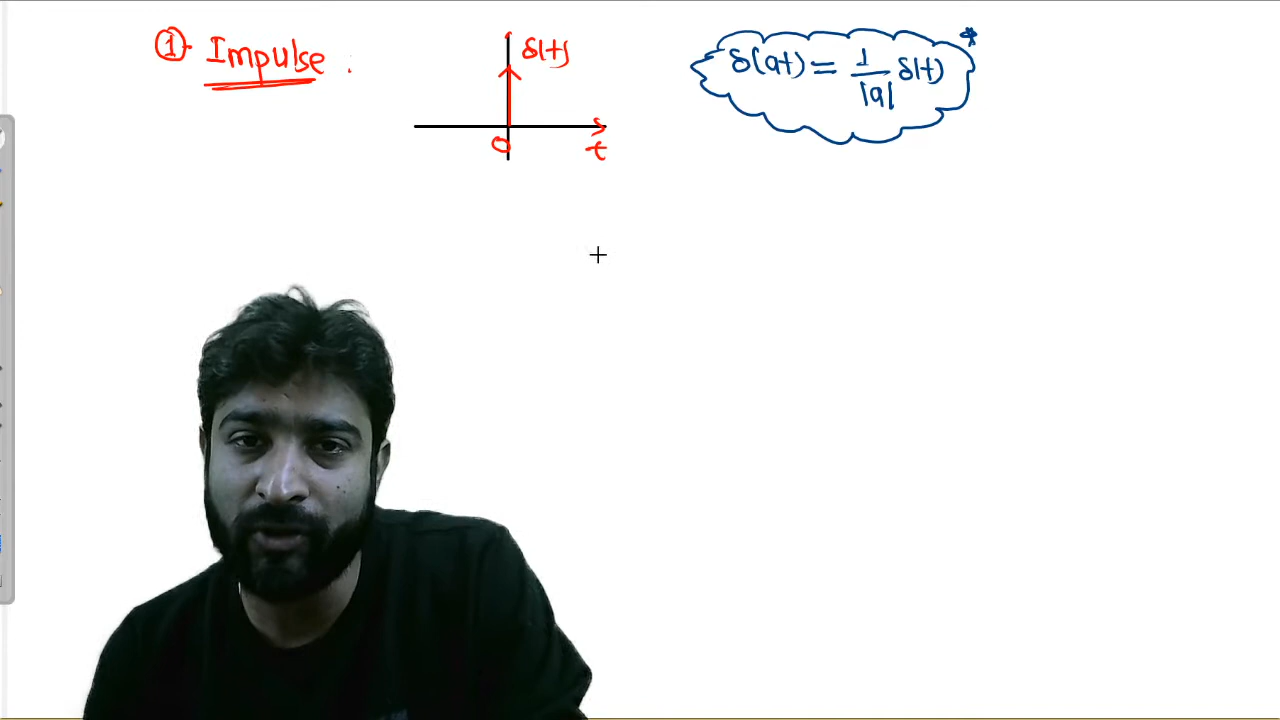 ① Impulse :
δ(t)
0
t
δ(at) = 1/|a| δ(t)
*